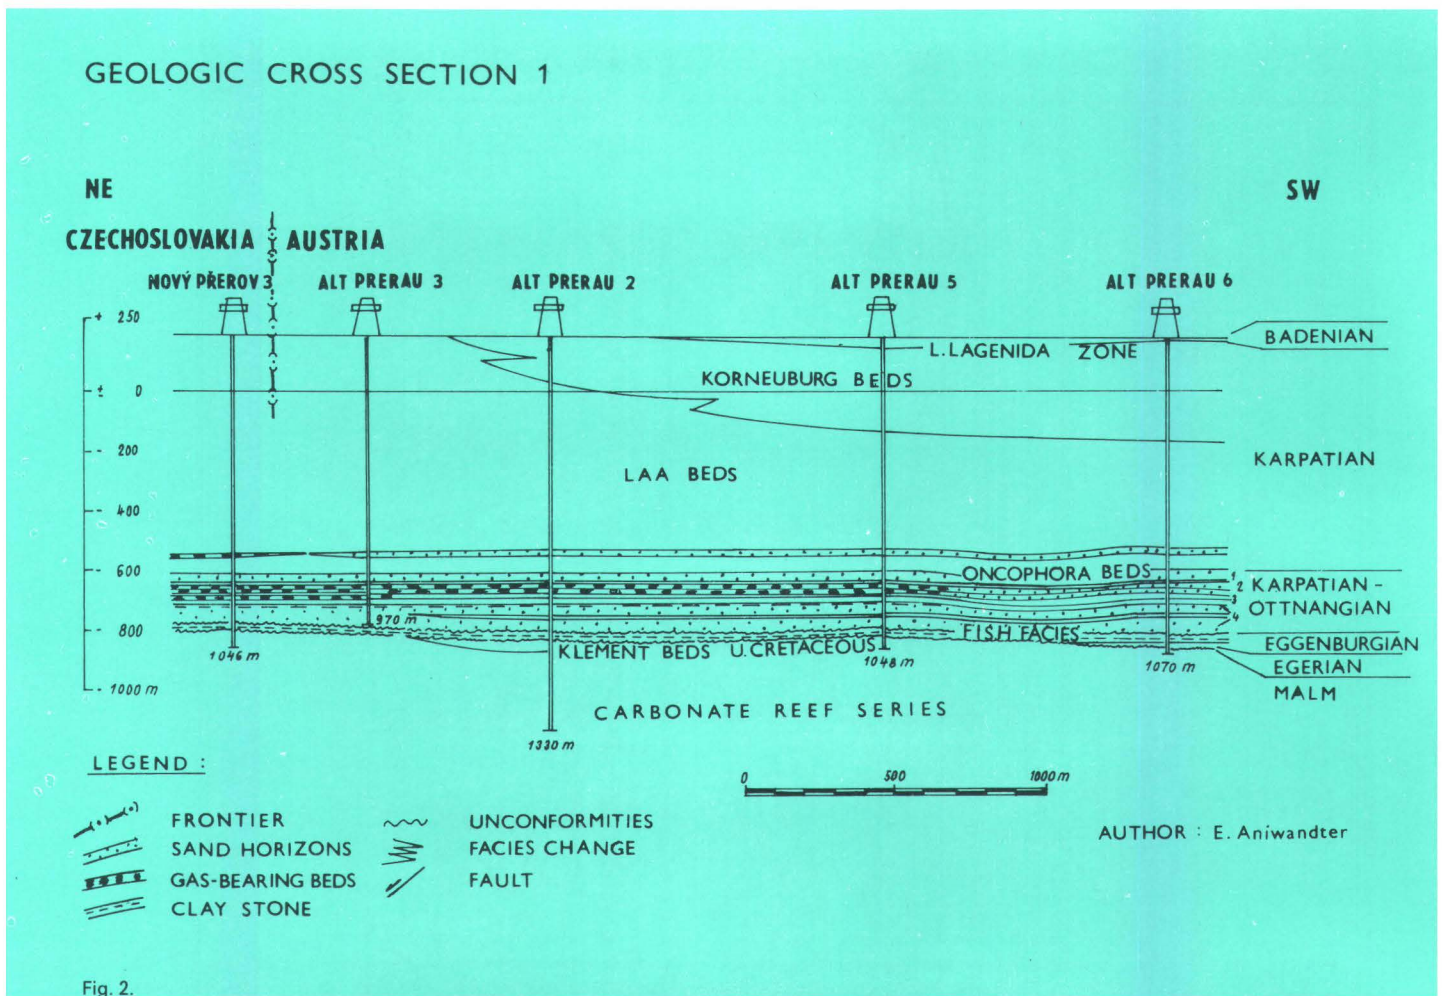 GEOLOGIC CROSS SECTION 1
NE
SW
CZECHOSLOVAKIA AUSTRIA
NOVÝ PŘEROV 3
ALT PRERAU 3
ALT PRERAU 2
ALT PRERAU 5
ALT PRERAU 6
+ 250
± 0
- 200
- 400
- 600
- 800
- 1000 m
L.LAGENIDA ZONE
BADENIAN
KORNEUBURG BEDS
LAA BEDS
KARPATIAN
ONCOPHORA BEDS
1
2
3
4
KARPATIAN-
OTTNANGIAN
FISH FACIES
EGGENBURGIAN
KLEMENT BEDS U.CRETACEOUS
EGERIAN
MALM
CARBONATE REEF SERIES
1046 m
970 m
1330 m
1048 m
1070 m
LEGEND :
FRONTIER
SAND HORIZONS
GAS-BEARING BEDS
CLAY STONE
UNCONFORMITIES
FACIES CHANGE
FAULT
0 500 1000 m
AUTHOR : E. Aniwandter
Fig. 2.